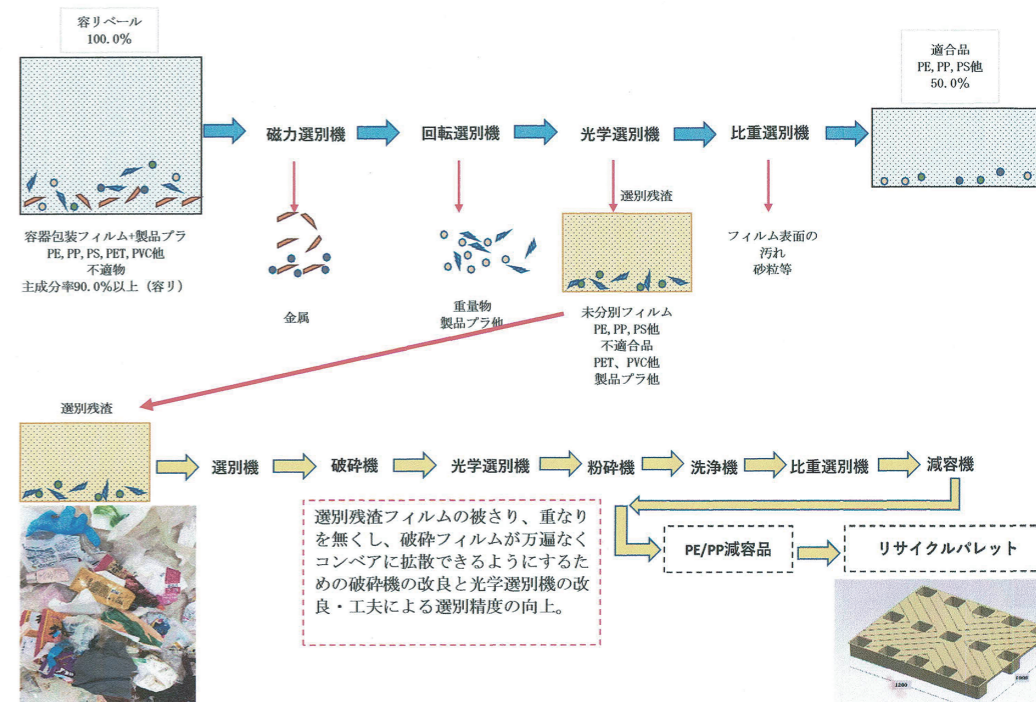 容リベール
100.0%
適合品
PE, PP, PS他
50.0%
磁力選別機
回転選別機
光学選別機
比重選別機
選別残渣
容器包装フィルム+製品プラ
PE, PP, PS, PET, PVC他
不適物
主成分率90.0%以上（容リ）
金属
重量物
製品プラ他
未分別フィルム
PE, PP, PS他
不適合品
PET、PVC他
製品プラ他
フィルム表面の
汚れ
砂粒等
選別残渣
選別機
破砕機
光学選別機
粉砕機
洗浄機
比重選別機
減容機
選別残渣フィルムの被さり、重なり
を無くし、破砕フィルムが万遍なく
コンベアに拡散できるようにするた
めの破砕機の改良と光学選別機の改
良・工夫による選別精度の向上。
PE/PP減容品
リサイクルパレット